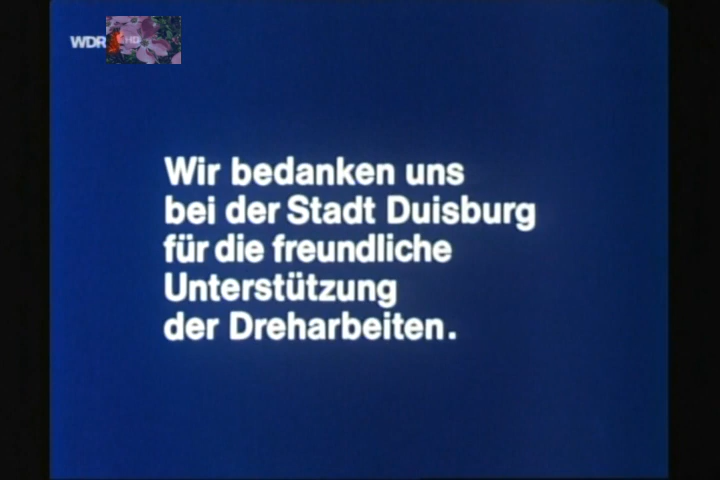 WDR HD
Wir bedanken uns
bei der Stadt Duisburg
für die freundliche
Unterstützung
der Dreharbeiten.